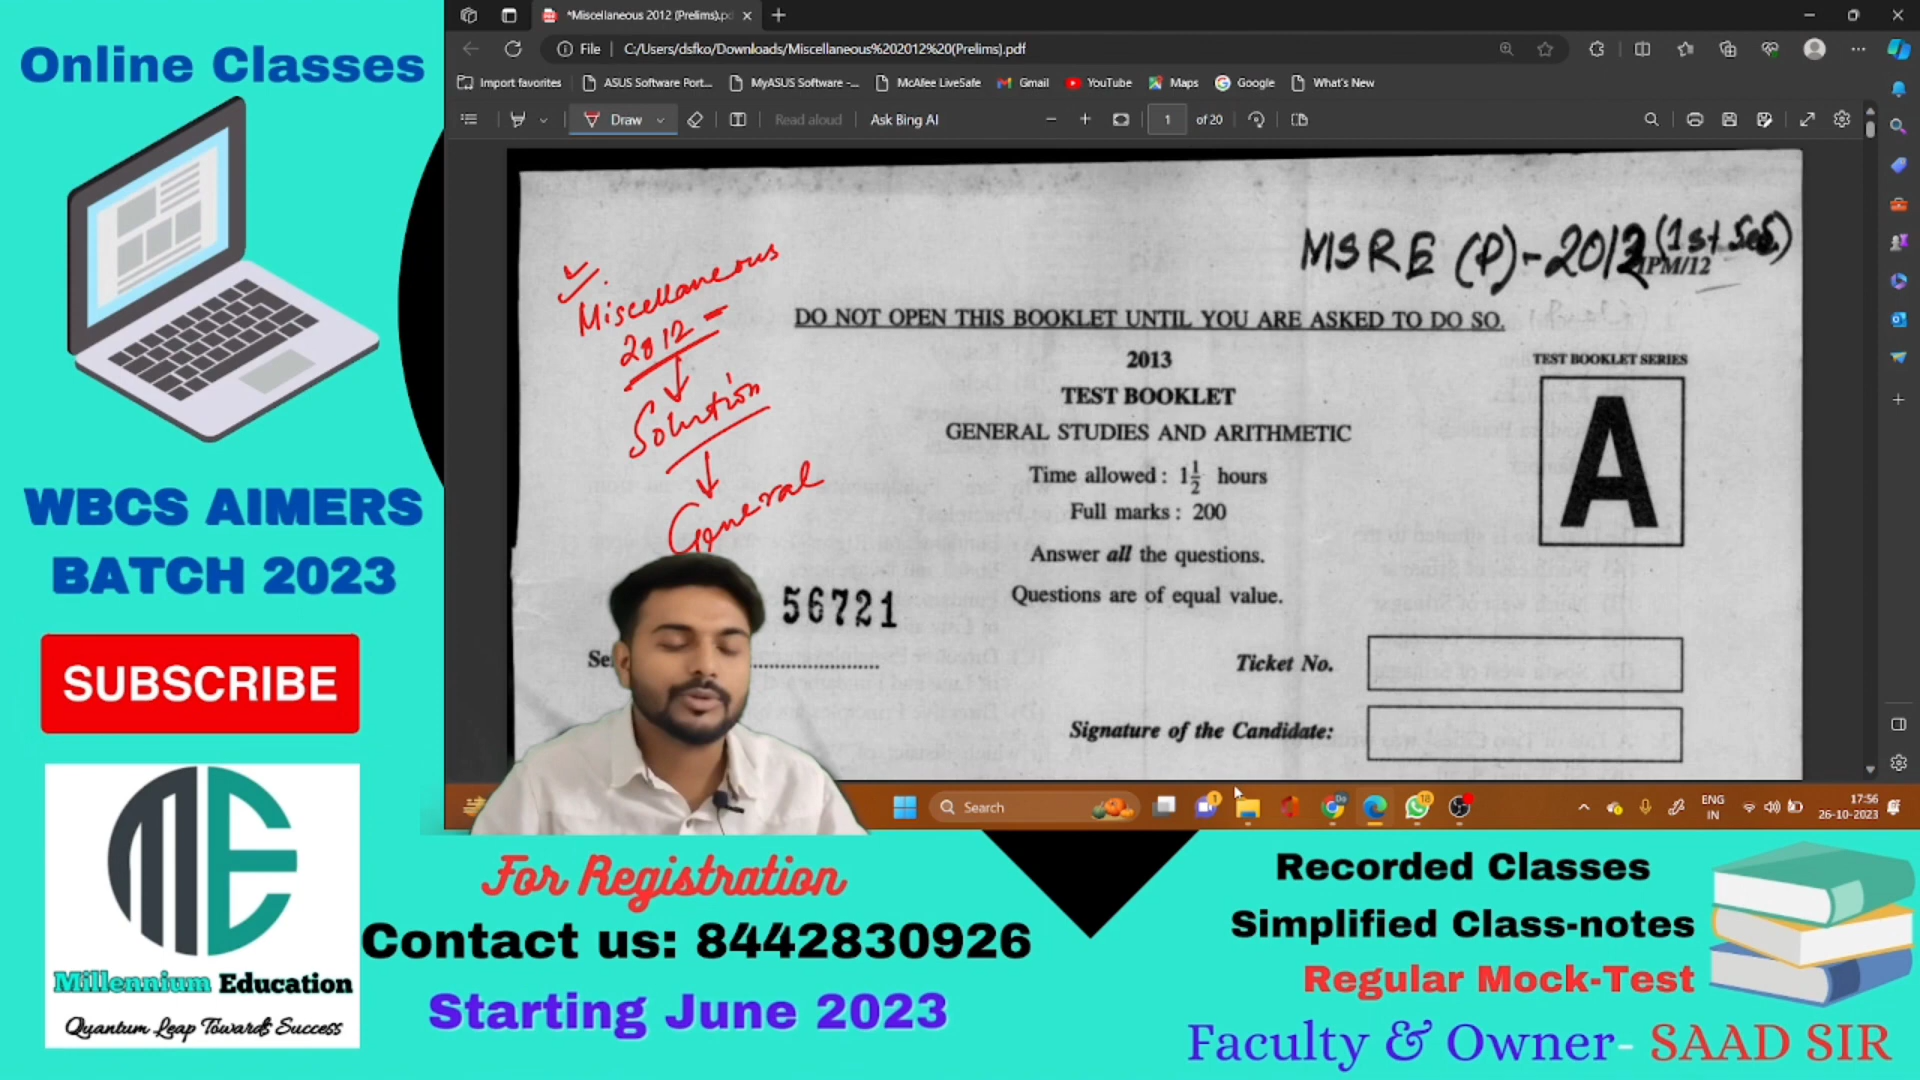 Online Classes
WBCS AIMERS
BATCH 2023
SUBSCRIBE
ME
Millennium Education
Quantum Leap Towards Success
*Miscellaneous 2012 (Prelims).pd
File
C:/Users/dsfko/Downloads/Miscellaneous%202012%20(Prelims).pdf
Import favorites
ASUS Software Port...
MyASUS Software -...
McAfee LiveSafe
Gmail
YouTube
Maps
Google
What's New
Draw
Read aloud
Ask Bing AI
1 of 20
MSRE (P)-2012 (1st Ses.)
IPM/12
Miscellaneous
2012
Solution
General
DO NOT OPEN THIS BOOKLET UNTIL YOU ARE ASKED TO DO SO.
2013
TEST BOOKLET
GENERAL STUDIES AND ARITHMETIC
Time allowed : 1½ hours
Full marks : 200
Answer all the questions.
Questions are of equal value.
TEST BOOKLET SERIES
A
56721
Se
Ticket No.
Signature of the Candidate:
Search
ENG
IN
17:56
26-10-2023
For Registration
Contact us: 8442830926
Starting June 2023
Recorded Classes
Simplified Class-notes
Regular Mock-Test
Faculty & Owner- SAAD SIR